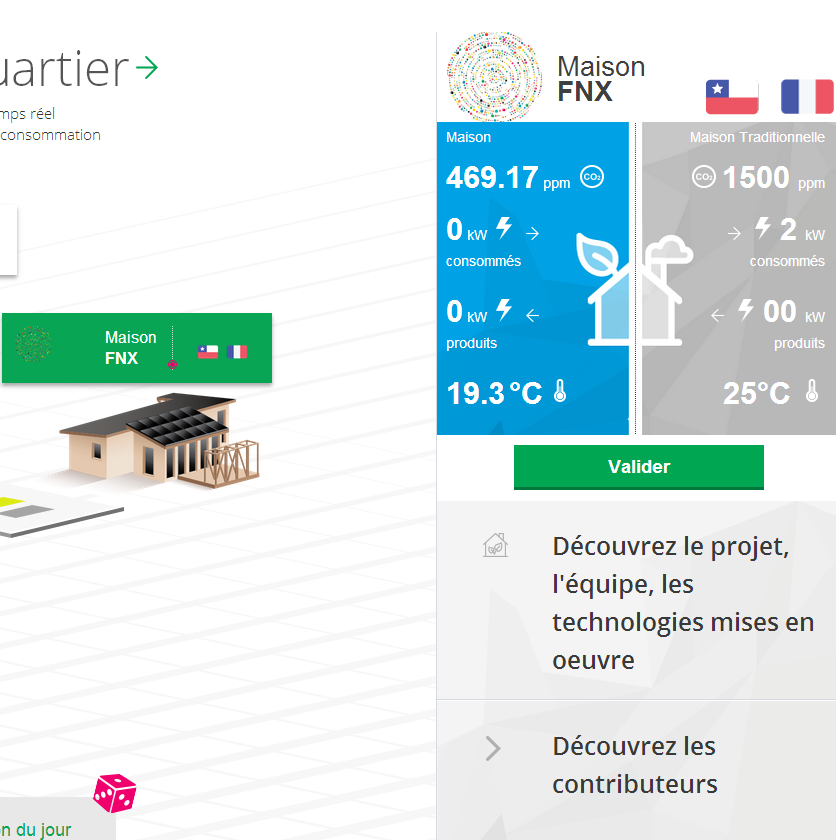 uartier
mps réel
consommation
Maison
FNX
n du jour
Maison
FNX
Maison
469.17 ppm CO₂
0 kW
consommés
0 kW
produits
19.3 °C
Maison Traditionnelle
CO₂ 1500 ppm
2 kW
consommés
00 kW
produits
25°C
Valider
Découvrez le projet,
l'équipe, les
technologies mises en
oeuvre
Découvrez les
contributeurs